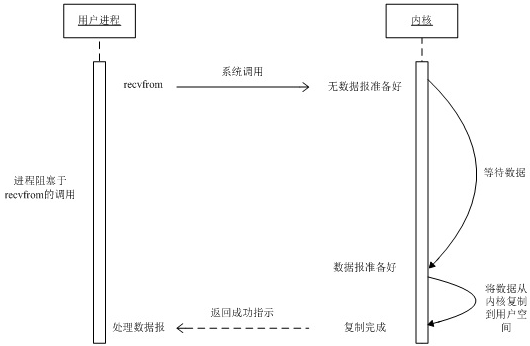 用户进程
内核
系统调用
recvfrom
无数据报准备好
等待数据
进程阻塞于
recvfrom的调用
数据报准备好
将数据从
内核复制
到用户空
间
返回成功指示
处理数据报
复制完成